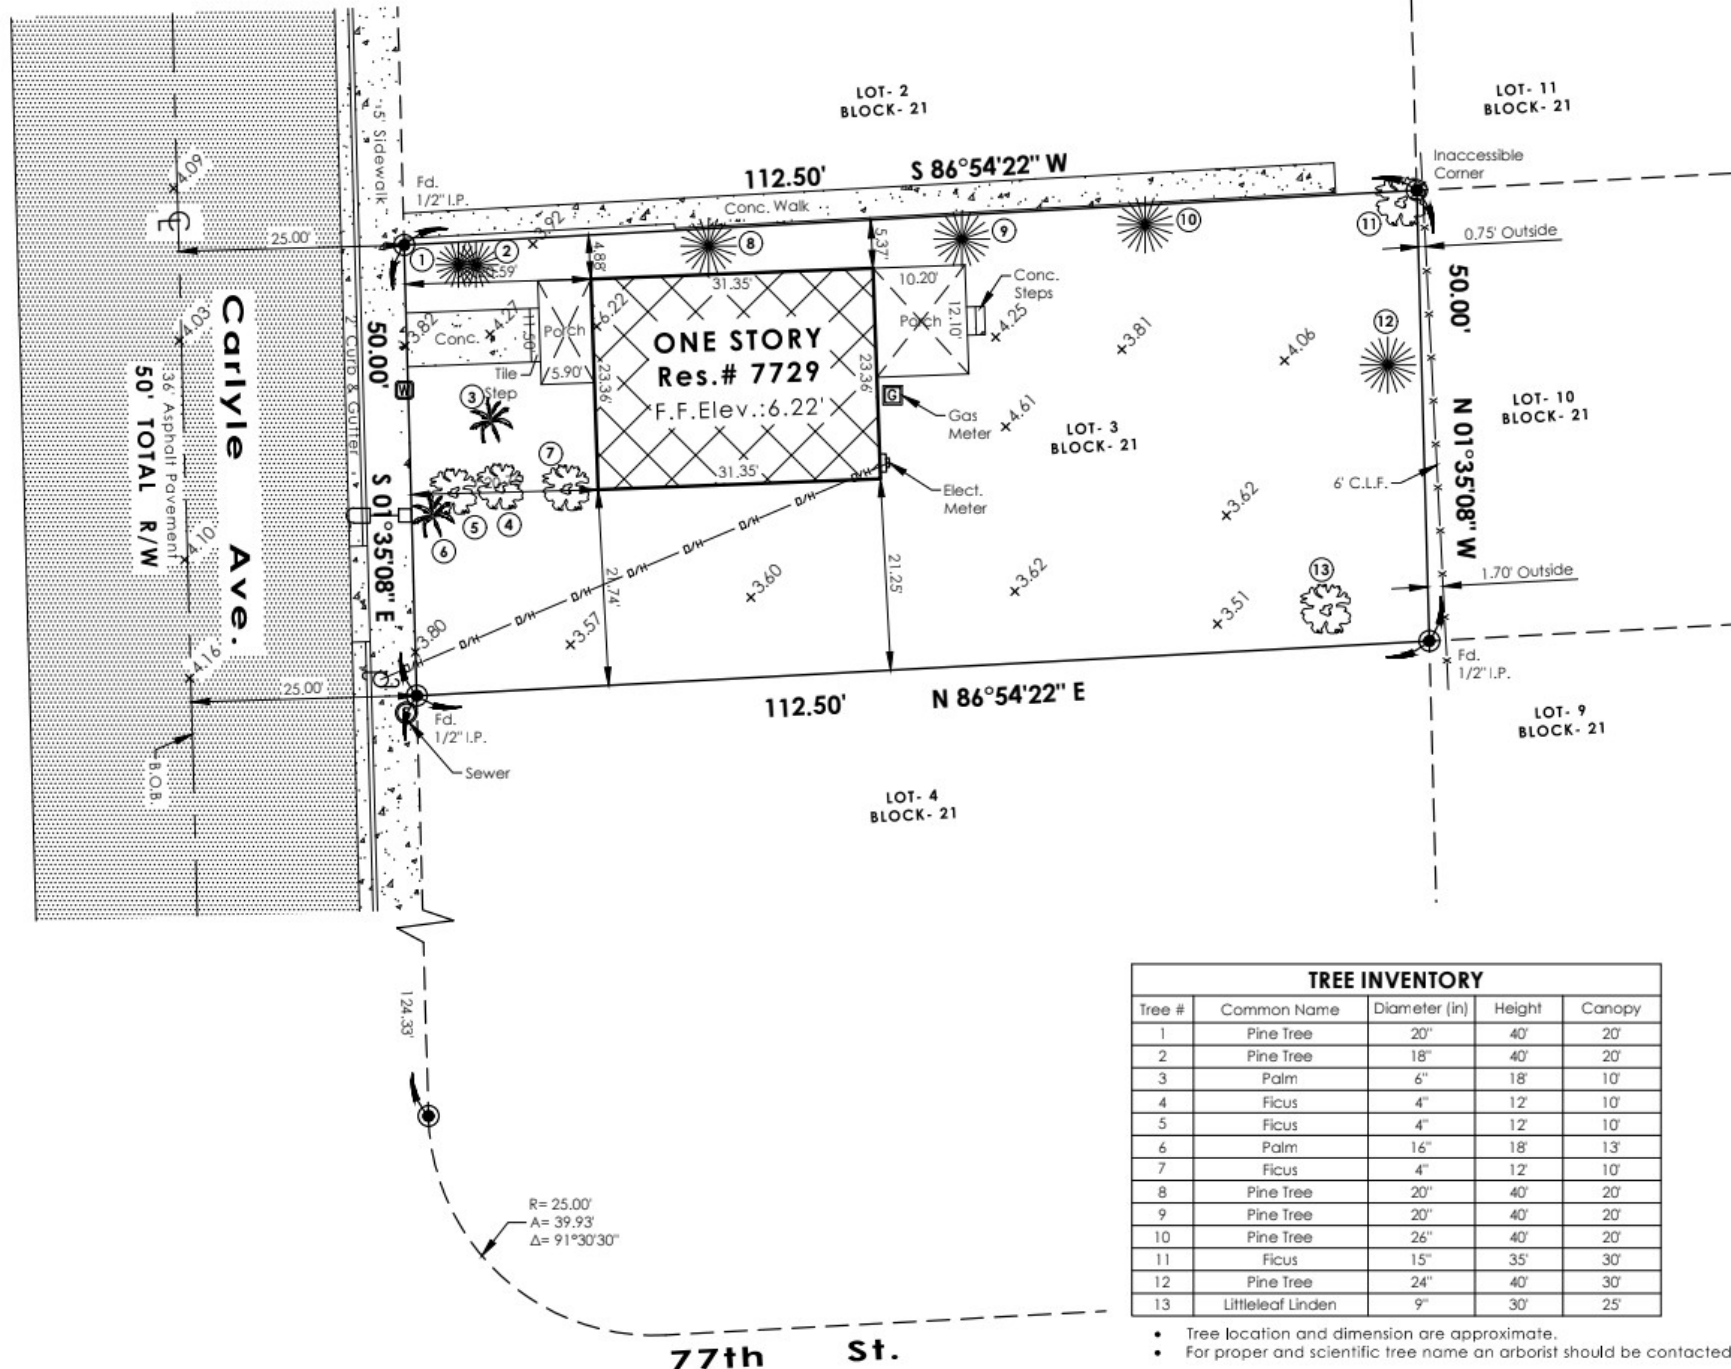 LOT- 2
BLOCK- 21
LOT- 11
BLOCK- 21
Inaccessible
Corner
112.50'
S 86°54'22" W
Conc. Walk
Fd.
1/2" I.P.
5' Sidewalk
4.09
25.00'
3.92
1
2
8
9
10
11
0.75' Outside
4.88'
5.37'
31.35'
10.20'
12.10'
Conc.
Steps
4.25
3.81
4.06
12
50.00'
N 01°35'08" W
4.03
Carlyle Ave.
36' Asphalt Pavement
50' TOTAL R/W
2' Curb & Gutter
50.00'
S 01°35'08" E
3.82
4.27
Conc.
11.50'
Porch
6.22
ONE STORY
Res.# 7729
F.F.Elev.:6.22'
Porch
Tile
Step
5.90'
23.36'
23.36'
W
3
G
Gas
Meter
4.61
LOT- 3
BLOCK- 21
LOT- 10
BLOCK- 21
7
31.35'
5
4
6
Elect.
Meter
6' C.L.F.
3.62
4.10
O/H
O/H
O/H
O/H
O/H
O/H
21.74'
21.25'
3.60
3.62
3.57
3.51
13
1.70' Outside
3.80
4.16
25.00'
Fd.
1/2" I.P.
112.50'
N 86°54'22" E
Fd.
1/2" I.P.
Sewer
B.O.B.
LOT- 9
BLOCK- 21
LOT- 4
BLOCK- 21
124.33'
R= 25.00'
A= 39.93'
Δ= 91°30'30"
77th St.
TREE INVENTORY
Tree # Common Name Diameter (in) Height Canopy
1 Pine Tree 20" 40' 20'
2 Pine Tree 18" 40' 20'
3 Palm 6" 18' 10'
4 Ficus 4" 12' 10'
5 Ficus 4" 12' 10'
6 Palm 16" 18' 13'
7 Ficus 4" 12' 10'
8 Pine Tree 20" 40' 20'
9 Pine Tree 20" 40' 20'
10 Pine Tree 26" 40' 20'
11 Ficus 15" 35' 30'
12 Pine Tree 24" 40' 30'
13 Littleleaf Linden 9" 30' 25'
• Tree location and dimension are approximate.
• For proper and scientific tree name an arborist should be contacted